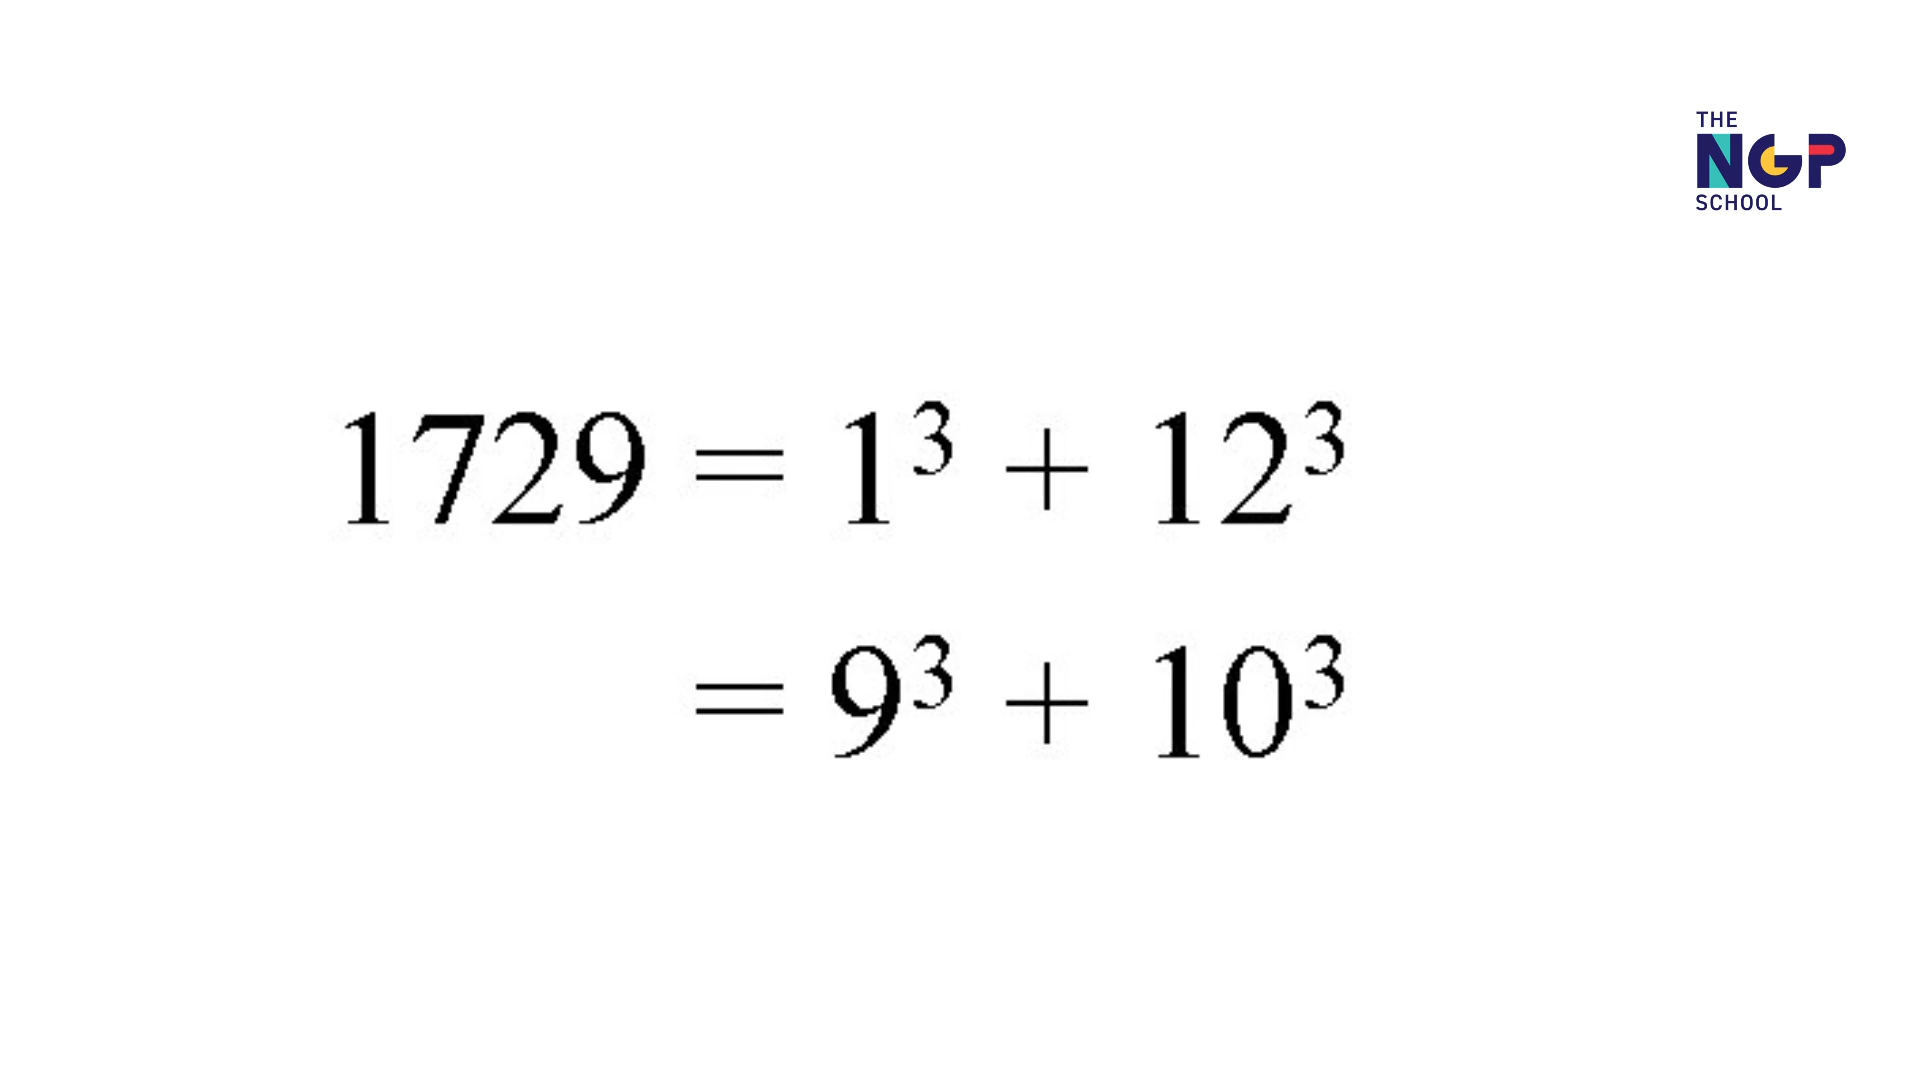 THE
NGP
SCHOOL
1729 = 1³ + 12³
= 9³ + 10³